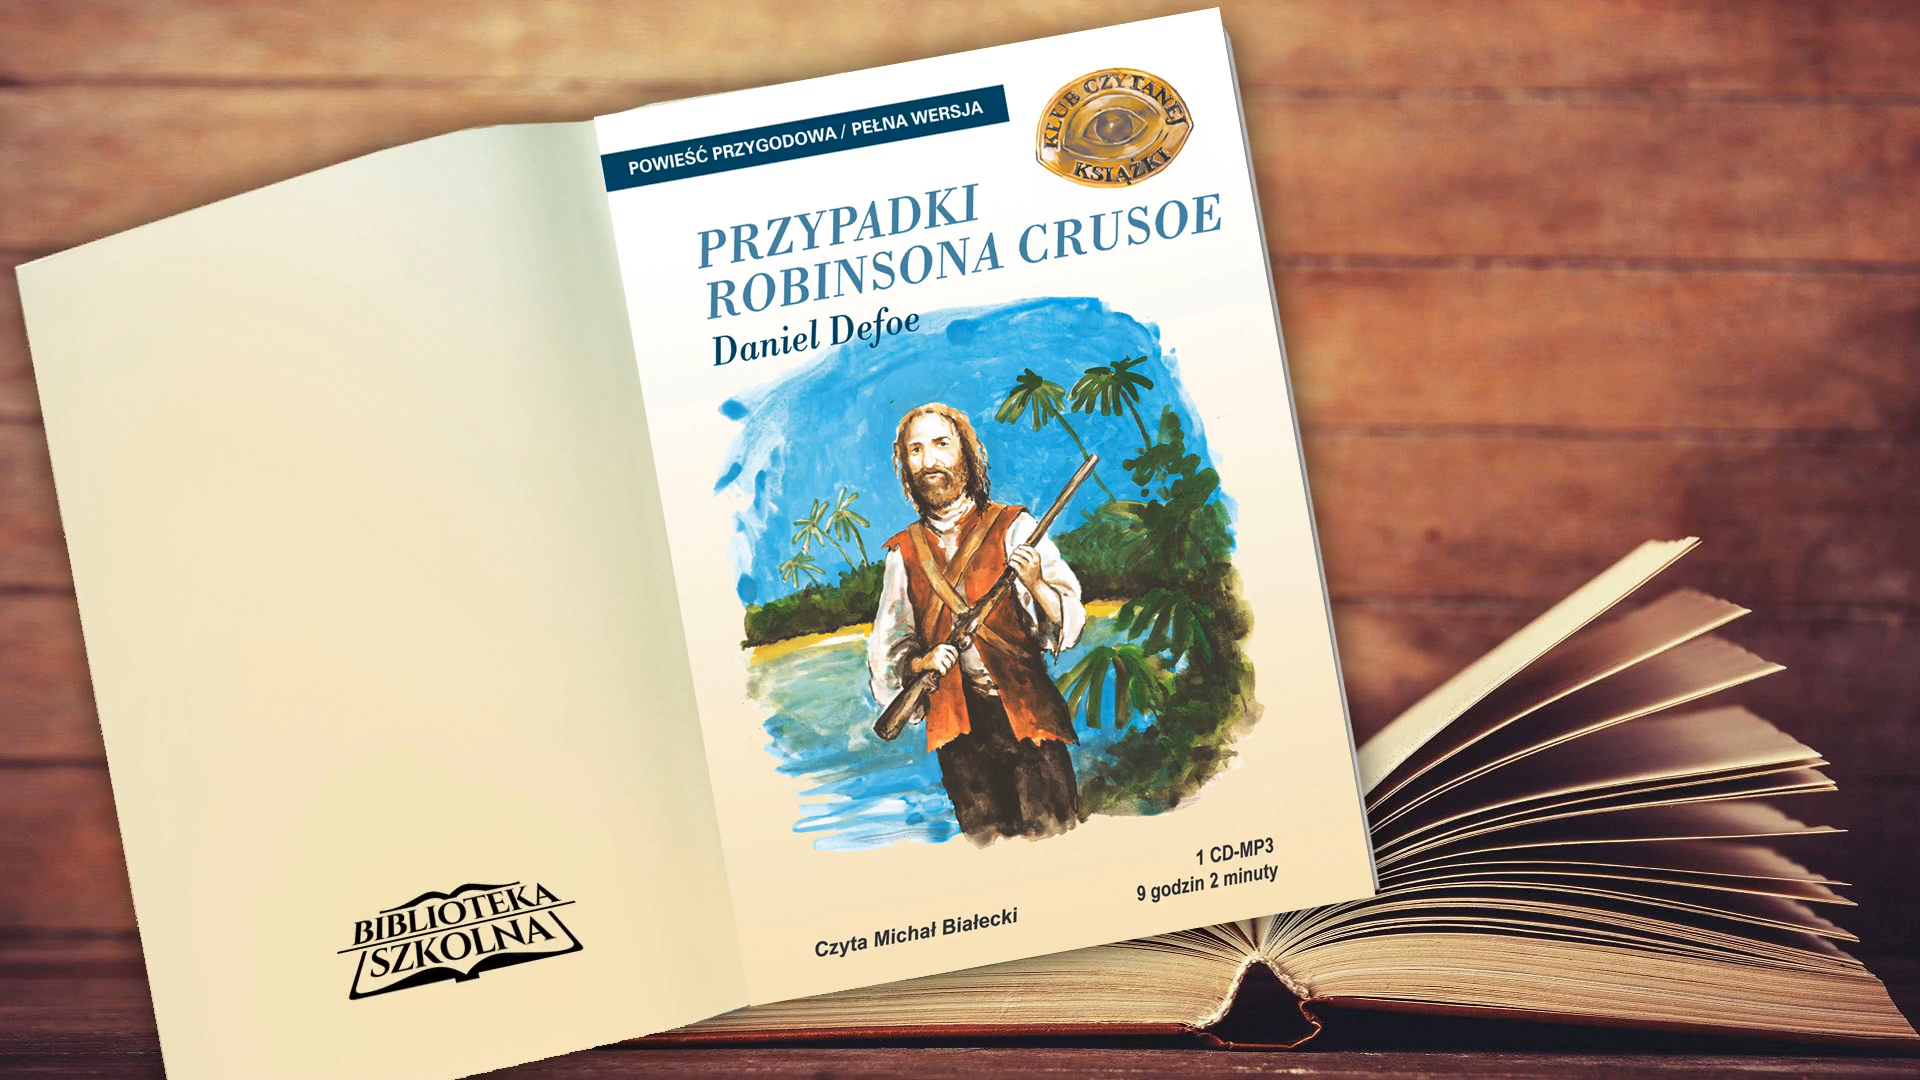 POWIEŚĆ PRZYGODOWA / PEŁNA WERSJA
KLUB CZYTANEJ
KSIĄŻKI
PRZYPADKI
ROBINSONA CRUSOE
Daniel Defoe
1 CD-MP3
9 godzin 2 minuty
Czyta Michał Białecki
BIBLIOTEKA
SZKOLNA